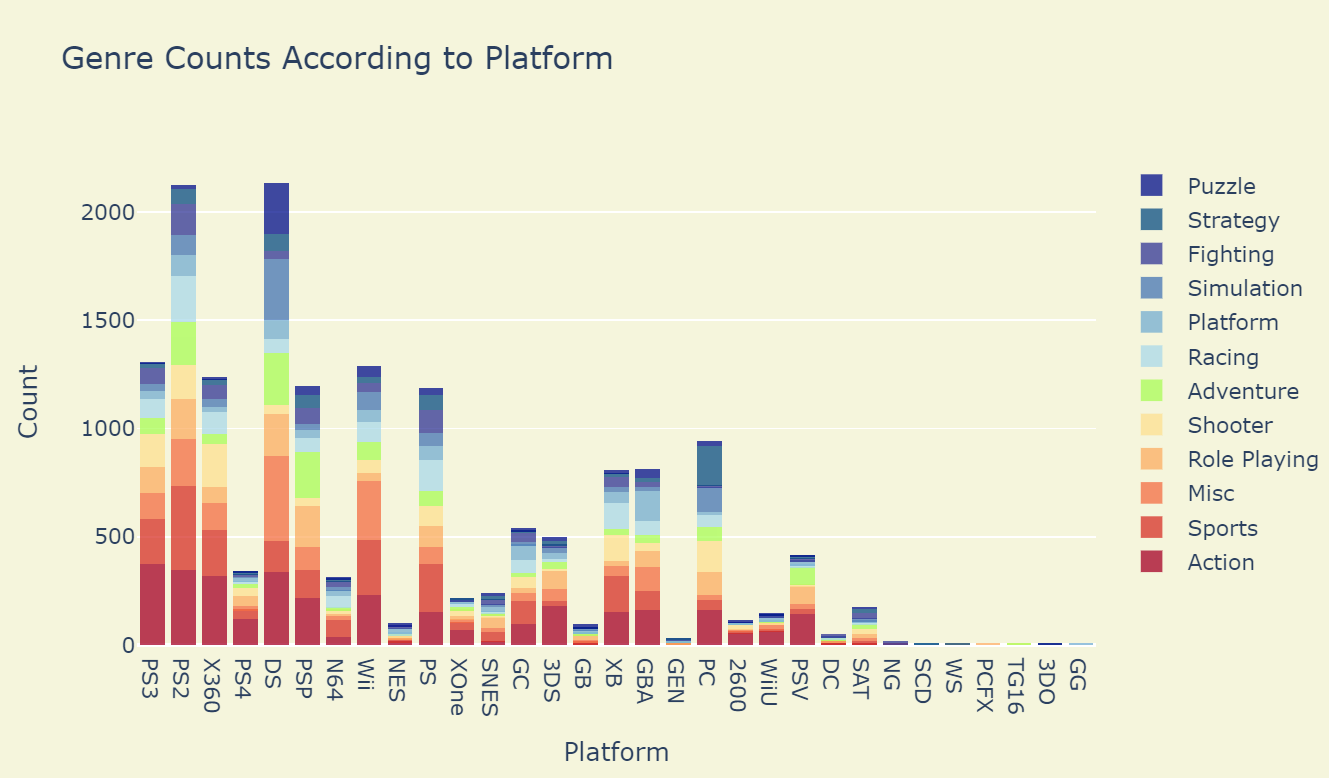 Genre Counts According to Platform
Count
2000
1500
1000
500
0
PS3
PS2
X360
PS4
DS
PSP
N64
Wii
NES
PS
XOne
SNES
GC
3DS
GB
XB
GBA
GEN
PC
2600
WiiU
PSV
DC
SAT
NG
SCD
WS
PCFX
TG16
3DO
GG
Platform
Puzzle
Strategy
Fighting
Simulation
Platform
Racing
Adventure
Shooter
Role Playing
Misc
Sports
Action